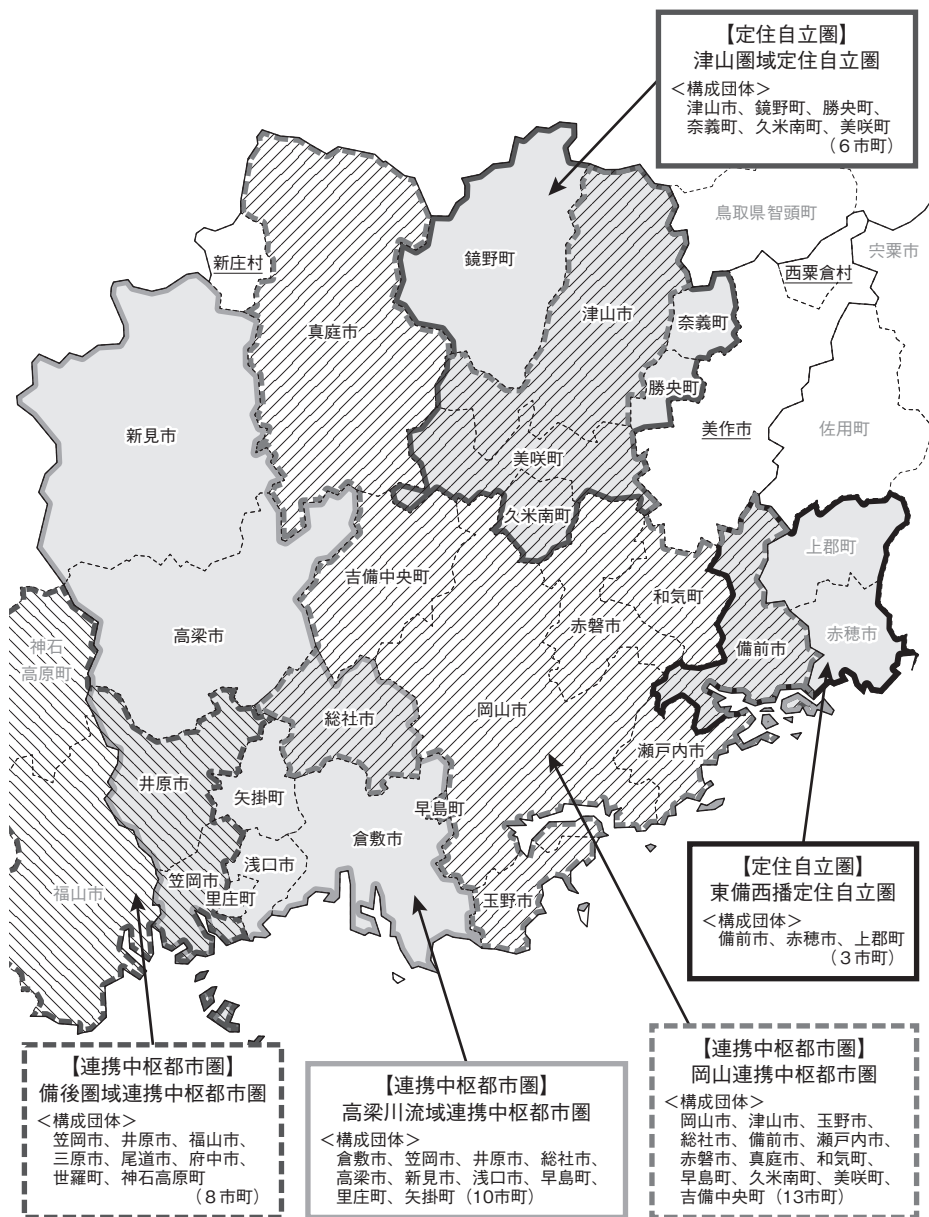 【定住自立圏】
津山圏域定住自立圏
＜構成団体＞
津山市、鏡野町、勝央町、
奈義町、久米南町、美咲町
（６市町）
鳥取県智頭町
宍粟市
新庄村
鏡野町
西粟倉村
真庭市
津山市
奈義町
勝央町
新見市
美作市
佐用町
美咲町
久米南町
上郡町
吉備中央町
和気町
赤磐市
神石
高原町
高梁市
備前市
赤穂市
総社市
岡山市
瀬戸内市
井原市
矢掛町
早島町
倉敷市
浅口市
笠岡市
里庄町
福山市
玉野市
【定住自立圏】
東備西播定住自立圏
＜構成団体＞
備前市、赤穂市、上郡町
（３市町）
【連携中枢都市圏】
備後圏域連携中枢都市圏
＜構成団体＞
笠岡市、井原市、福山市、
三原市、尾道市、府中市、
世羅町、神石高原町
（８市町）
【連携中枢都市圏】
高梁川流域連携中枢都市圏
＜構成団体＞
倉敷市、笠岡市、井原市、総社市、
高梁市、新見市、浅口市、早島町、
里庄町、矢掛町（10市町）
【連携中枢都市圏】
岡山連携中枢都市圏
＜構成団体＞
岡山市、津山市、玉野市、
総社市、備前市、瀬戸内市、
赤磐市、真庭市、和気町、
早島町、久米南町、美咲町、
吉備中央町（13市町）